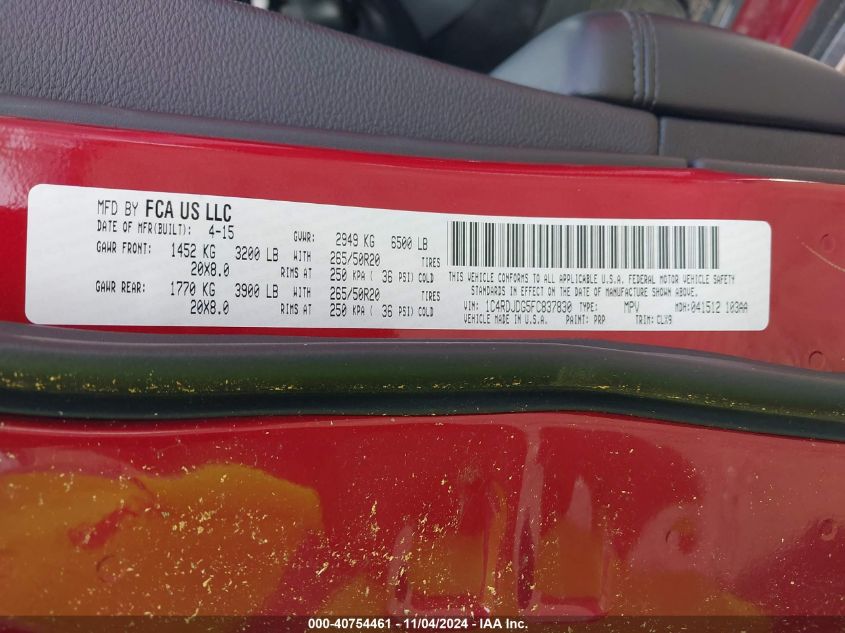 MFD BY FCA US LLC
DATE OF MFR(BUILT): 4-15 GVWR: 2949 KG 6500 LB
GAWR FRONT: 1452 KG 3200 LB WITH 265/50R20 TIRES
20X8.0 RIMS AT 250 KPA ( 36 PSI) COLD
GAWR REAR: 1770 KG 3900 LB WITH 265/50R20 TIRES
20X8.0 RIMS AT 250 KPA ( 36 PSI) COLD
THIS VEHICLE CONFORMS TO ALL APPLICABLE U.S.A. FEDERAL MOTOR VEHICLE SAFETY
STANDARDS IN EFFECT ON THE DATE OF MANUFACTURE SHOWN ABOVE.
VIN: 1C4RDJDG5FC837830 TYPE: MPV MDH:041512 103AA
VEHICLE MADE IN U.S.A. PAINT: PRP TRIM: CLX9
000-40754461 - 11/04/2024 - IAA Inc.